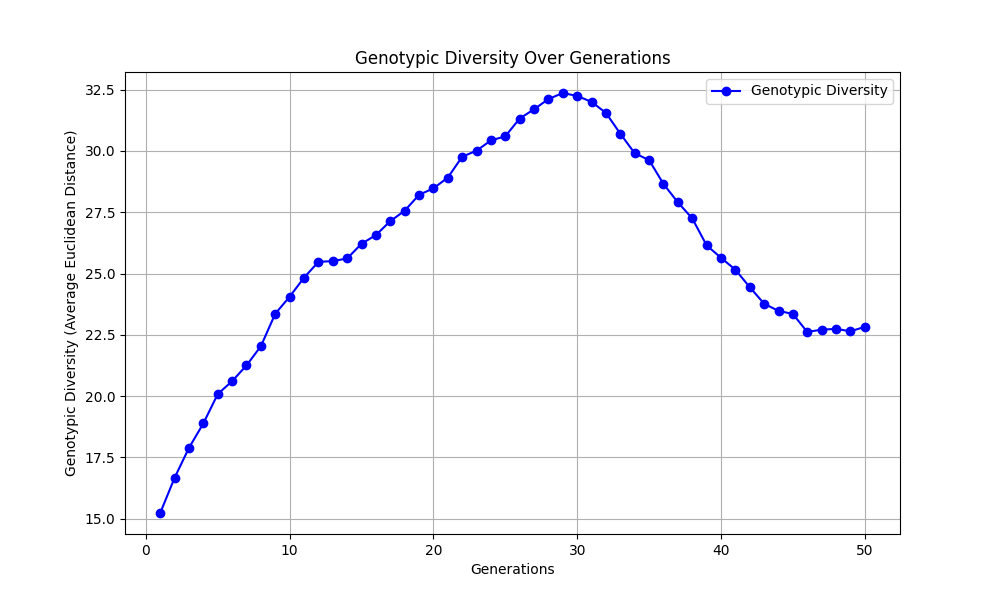 Genotypic Diversity Over Generations
Genotypic Diversity
Genotypic Diversity (Average Euclidean Distance)
32.5
30.0
27.5
25.0
22.5
20.0
17.5
15.0
0 10 20 30 40 50
Generations